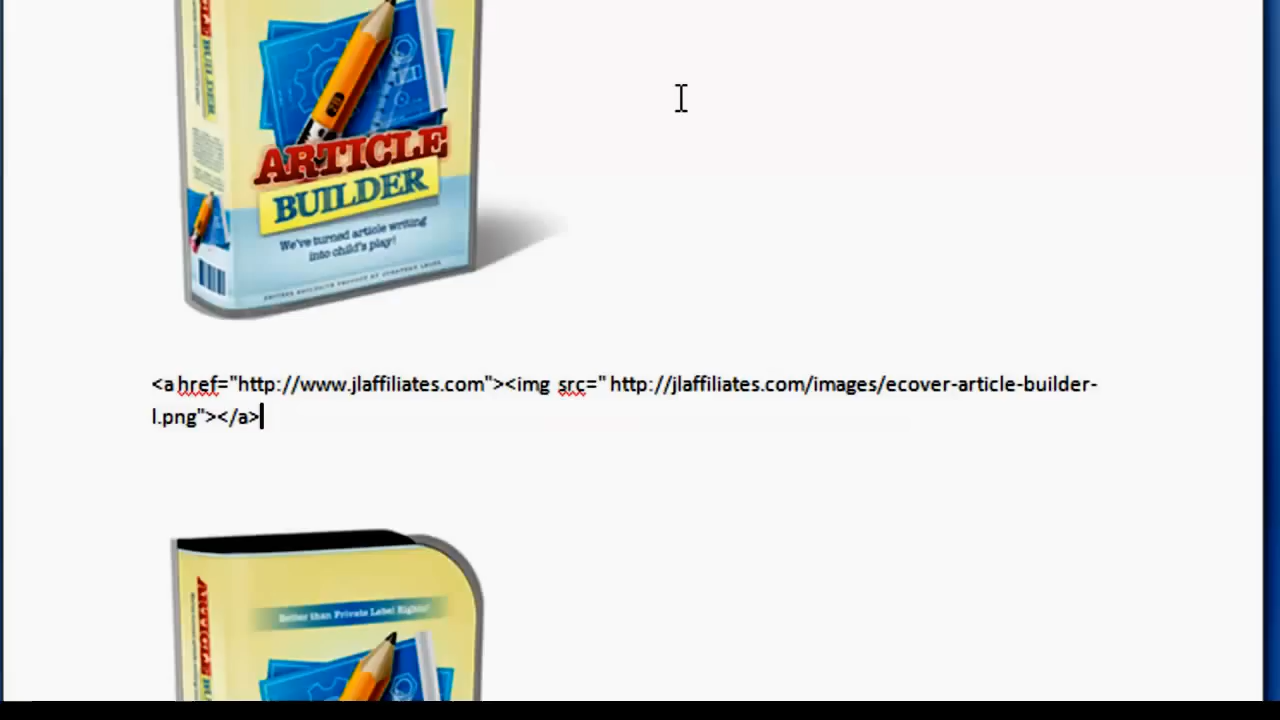 ARTICLE
BUILDER
We've turned article writing
into child's play!
<a href="http://www.jlaffiliates.com"><img src=" http://jlaffiliates.com/images/ecover-article-builder-
l.png"></a>
Better than Private Label Rights!